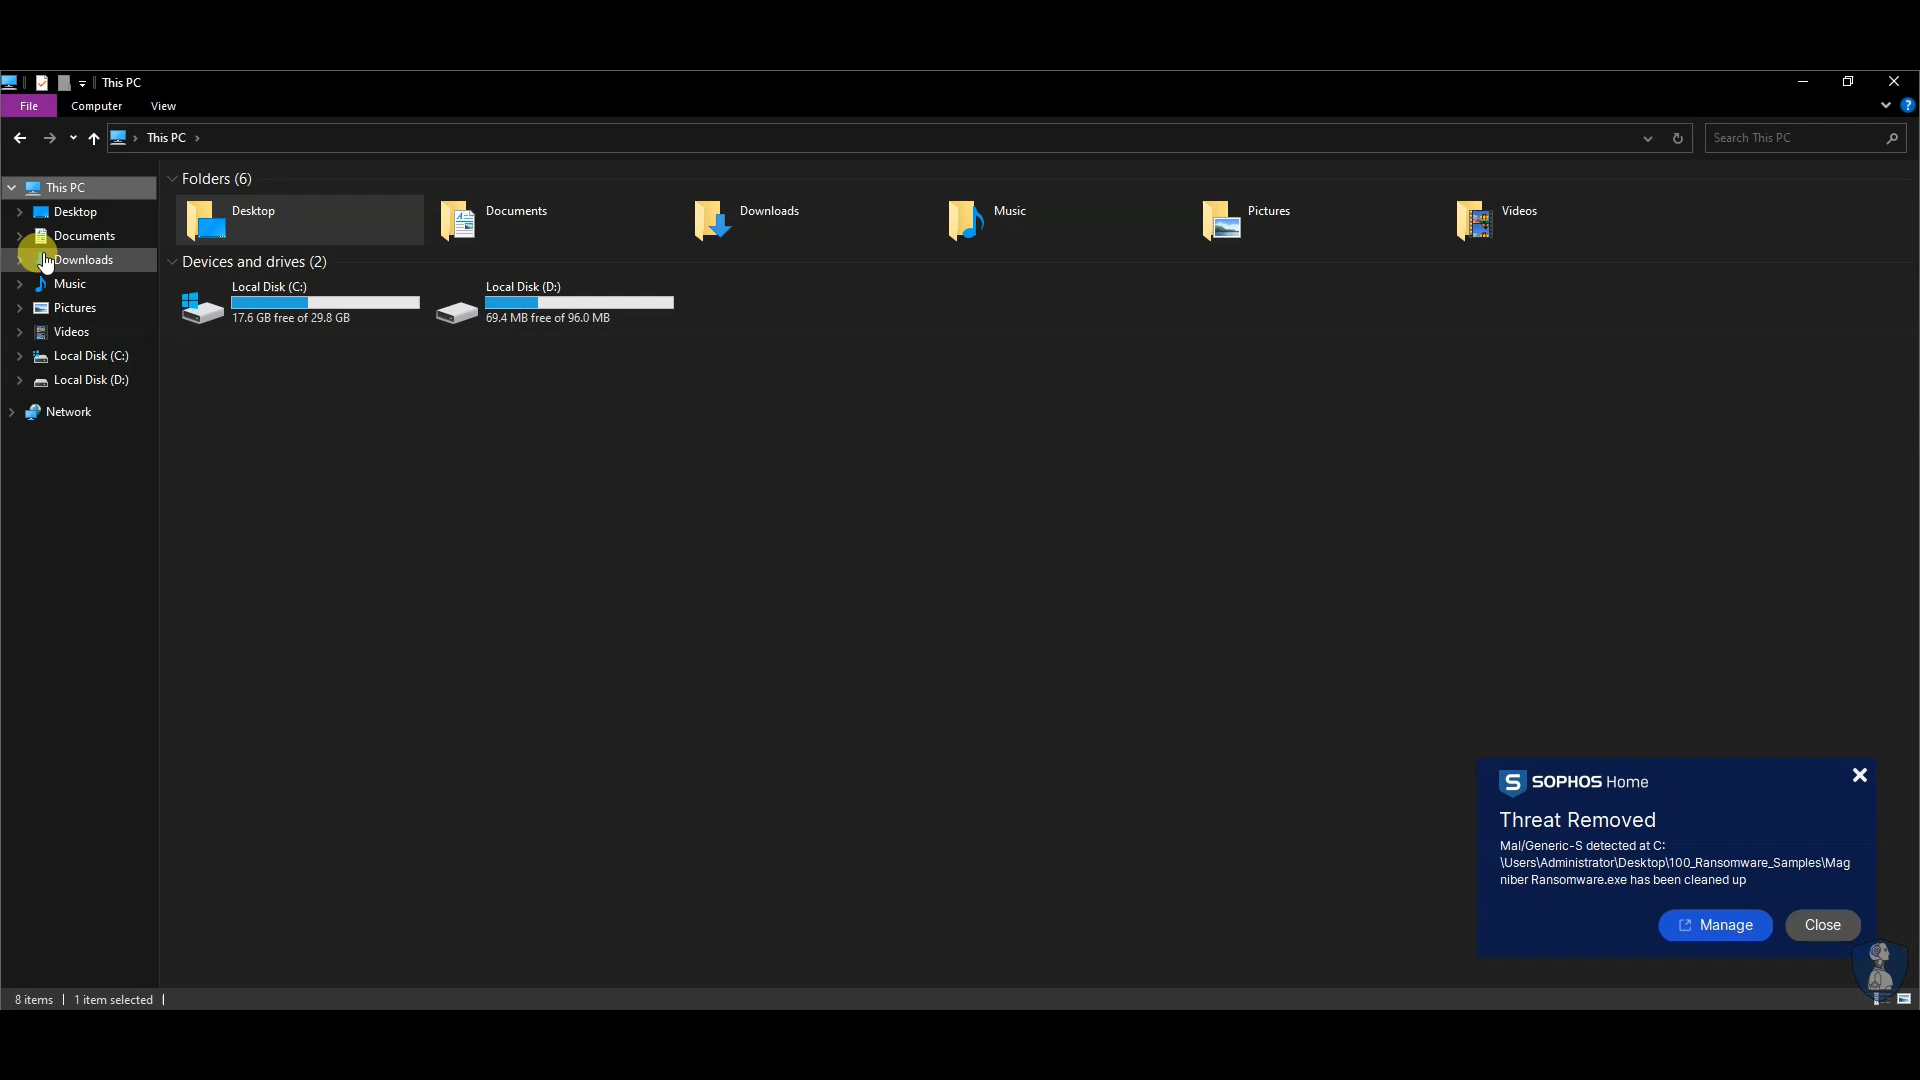 This PC
File Computer View
This PC
Search This PC
This PC
Desktop
Documents
Downloads
Music
Pictures
Videos
Local Disk (C:)
Local Disk (D:)
Network
Folders (6)
Desktop Documents Downloads Music Pictures Videos
Devices and drives (2)
Local Disk (C:)
17.6 GB free of 29.8 GB
Local Disk (D:)
69.4 MB free of 96.0 MB
S SOPHOS Home
Threat Removed
Mal/Generic-S detected at C:
\Users\Administrator\Desktop\100_Ransomware_Samples\Mag
niber Ransomware.exe has been cleaned up
Manage Close
8 items 1 item selected